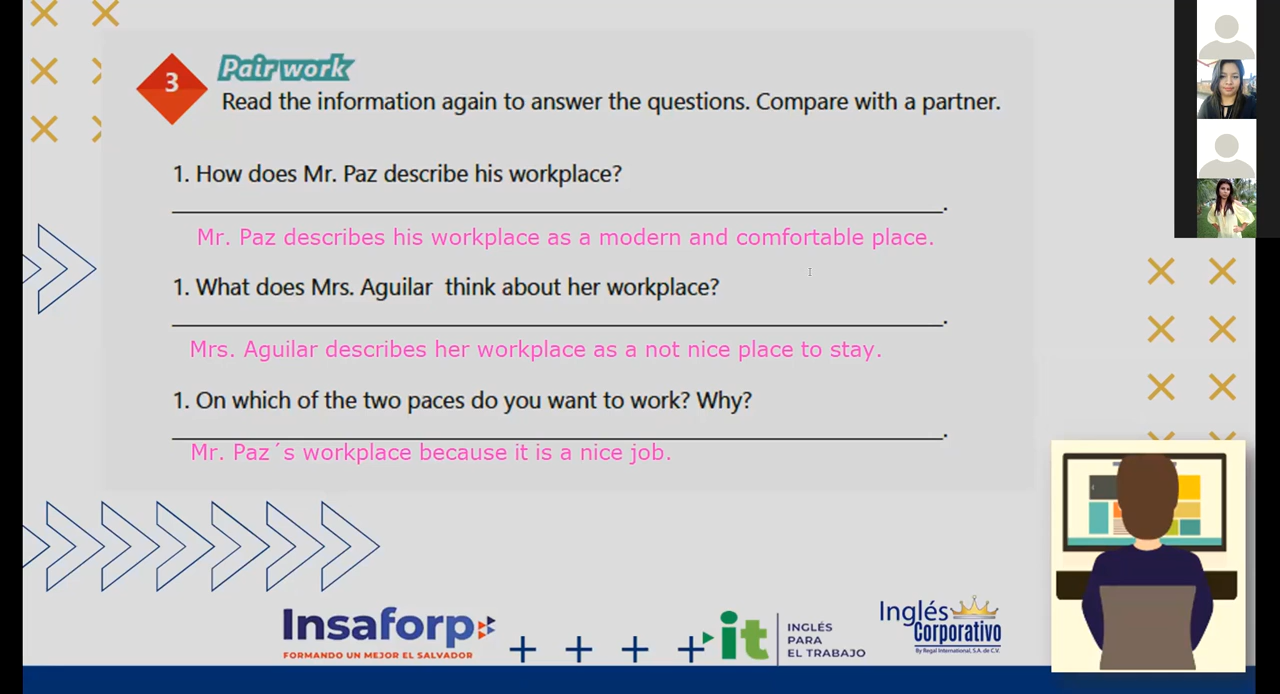 3
Pair work
Read the information again to answer the questions. Compare with a partner.
1. How does Mr. Paz describe his workplace?
Mr. Paz describes his workplace as a modern and comfortable place.
1. What does Mrs. Aguilar  think about her workplace?
Mrs. Aguilar describes her workplace as a not nice place to stay.
1. On which of the two paces do you want to work? Why?
Mr. Paz´s workplace because it is a nice job.
Insaforp
FORMANDO UN MEJOR EL SALVADOR
it
INGLÉS
PARA
EL TRABAJO
Inglés
Corporativo
By Regal International, S.A. de C.V.